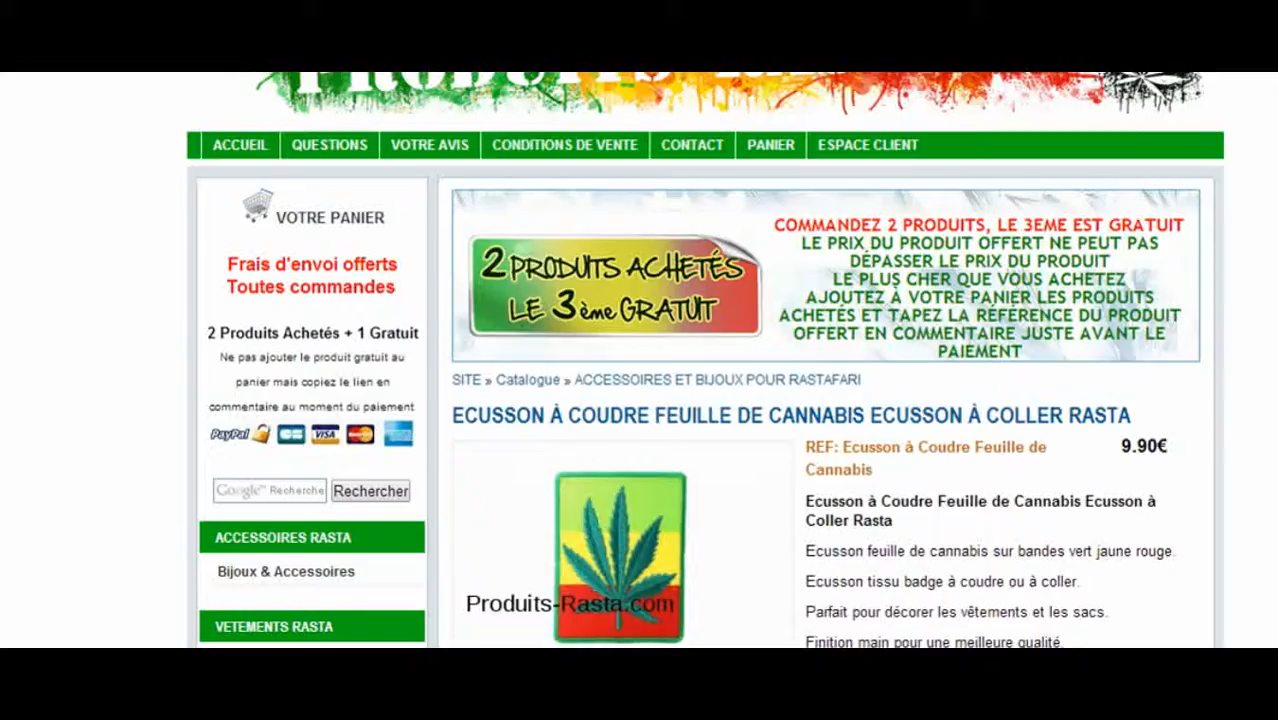 PRODUITS
ACCUEIL QUESTIONS VOTRE AVIS CONDITIONS DE VENTE CONTACT PANIER ESPACE CLIENT
VOTRE PANIER
Frais d'envoi offerts
Toutes commandes
2 Produits Achetés + 1 Gratuit
Ne pas ajouter le produit gratuit au
panier mais copiez le lien en
commentaire au moment du paiement
PayPal VISA
Google™ Recherche Rechercher
ACCESSOIRES RASTA
Bijoux & Accessoires
VETEMENTS RASTA
2 PRODUITS ACHETÉS
LE 3ème GRATUIT
COMMANDEZ 2 PRODUITS, LE 3EME EST GRATUIT
LE PRIX DU PRODUIT OFFERT NE PEUT PAS
DÉPASSER LE PRIX DU PRODUIT
LE PLUS CHER QUE VOUS ACHETEZ
AJOUTEZ À VOTRE PANIER LES PRODUITS
ACHETÉS ET TAPEZ LA RÉFÉRENCE DU PRODUIT
OFFERT EN COMMENTAIRE JUSTE AVANT LE
PAIEMENT
SITE » Catalogue » ACCESSOIRES ET BIJOUX POUR RASTAFARI
ECUSSON À COUDRE FEUILLE DE CANNABIS ECUSSON À COLLER RASTA
Produits-Rasta.com
REF: Ecusson à Coudre Feuille de
Cannabis
9.90€
Ecusson à Coudre Feuille de Cannabis Ecusson à
Coller Rasta
Ecusson feuille de cannabis sur bandes vert jaune rouge.
Ecusson tissu badge à coudre ou à coller.
Parfait pour décorer les vêtements et les sacs.
Finition main pour une meilleure qualité.